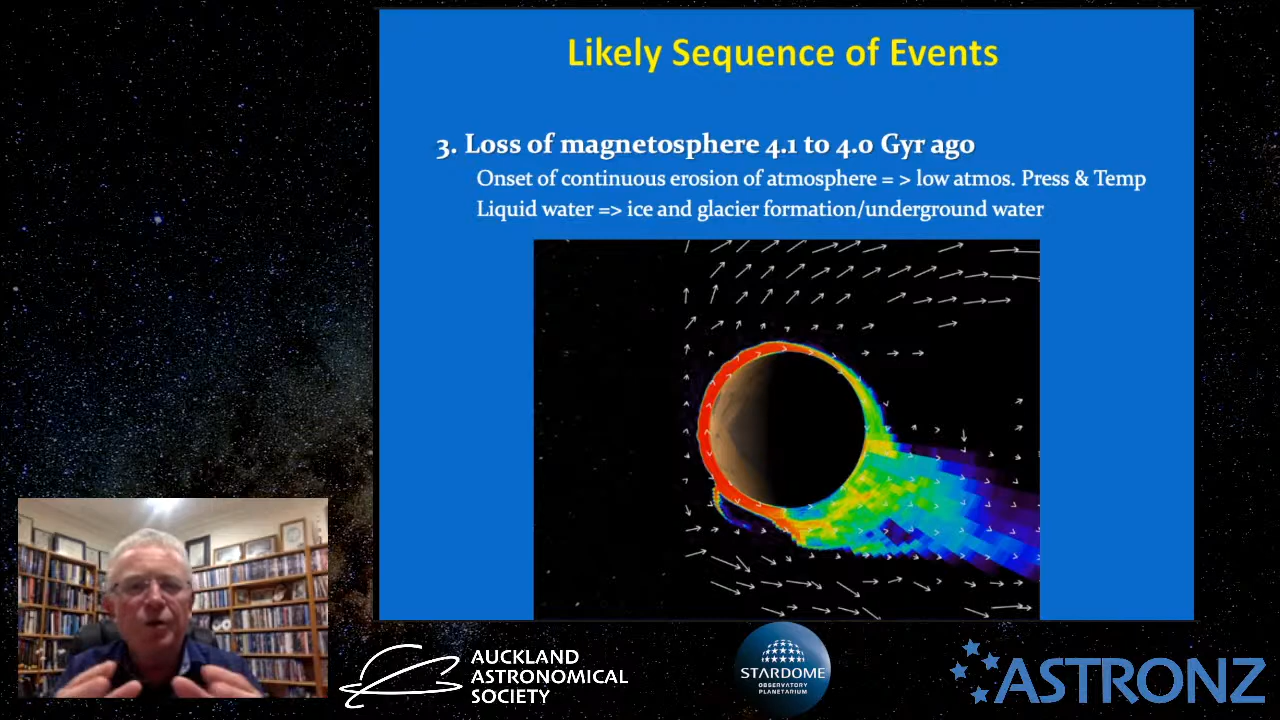 Likely Sequence of Events
3. Loss of magnetosphere 4.1 to 4.0 Gyr ago
Onset of continuous erosion of atmosphere = > low atmos. Press & Temp
Liquid water => ice and glacier formation/underground water
AUCKLAND
ASTRONOMICAL
SOCIETY
STARDOME
OBSERVATORY
PLANETARIUM
ASTRONZ